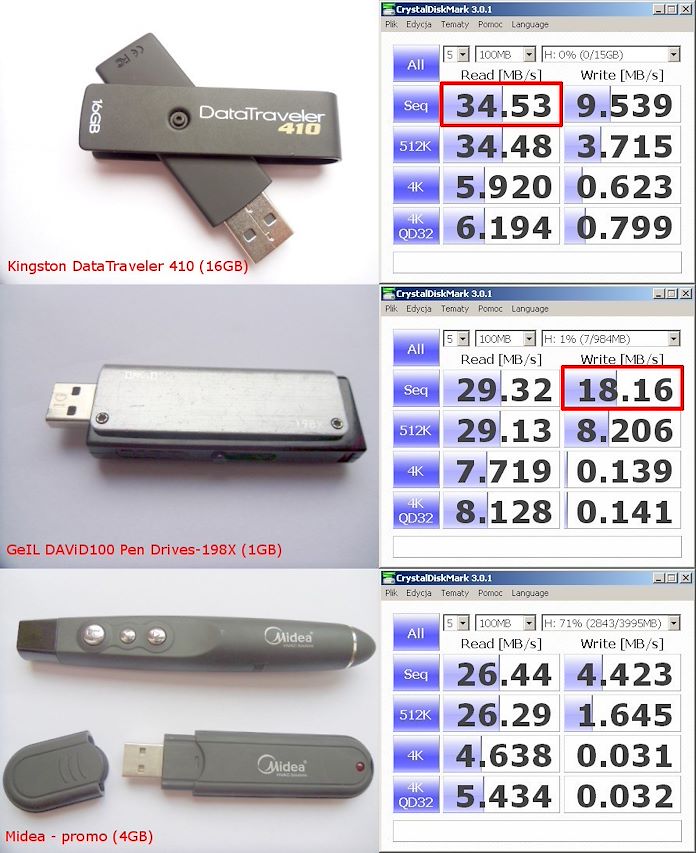 16GB
DataTraveler
410
CE
FC
Kingston DataTraveler 410 (16GB)
CrystalDiskMark 3.0.1
Plik Edycja Tematy Pomoc Language
All 5 100MB H: 0% (0/15GB)
Read [MB/s] Write [MB/s]
Seq 34.53 9.539
512K 34.48 3.715
4K 5.920 0.623
4K QD32 6.194 0.799
198X
GeIL DAViD100 Pen Drives-198X (1GB)
CrystalDiskMark 3.0.1
Plik Edycja Tematy Pomoc Language
All 5 100MB H: 1% (7/984MB)
Read [MB/s] Write [MB/s]
Seq 29.32 18.16
512K 29.13 8.206
4K 7.719 0.139
4K QD32 8.128 0.141
Midea
Midea
Midea - promo (4GB)
CrystalDiskMark 3.0.1
Plik Edycja Tematy Pomoc Language
All 5 100MB H: 71% (2843/3995MB)
Read [MB/s] Write [MB/s]
Seq 26.44 4.423
512K 26.29 1.645
4K 4.638 0.031
4K QD32 5.434 0.032